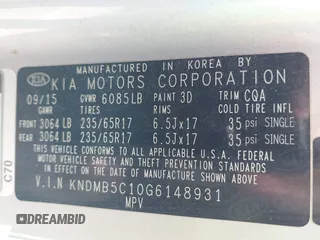 MANUFACTURED IN KOREA BY
KIA KIA MOTORS CORPORATION
09/15 GVWR 6085LB PAINT 3D TRIM CQA
GAWR TIRES RIMS COLD TIRE INFL.
FRONT 3064 LB 235/65R17 6.5Jx17 35 psi SINGLE
REAR 3064 LB 235/65R17 6.5Jx17 35 psi SINGLE
THIS VEHICLE CONFORMS TO ALL APPLICABLE U.S.A. FEDERAL
MOTOR VEHICLE SAFETY AND THEFT PREVENTION STANDARDS
IN EFFECT ON THE DATE OF MANUFACTURE SHOWN ABOVE.
V.I.N KNDMB5C10G6148931
MPV
C70
DREAMBID